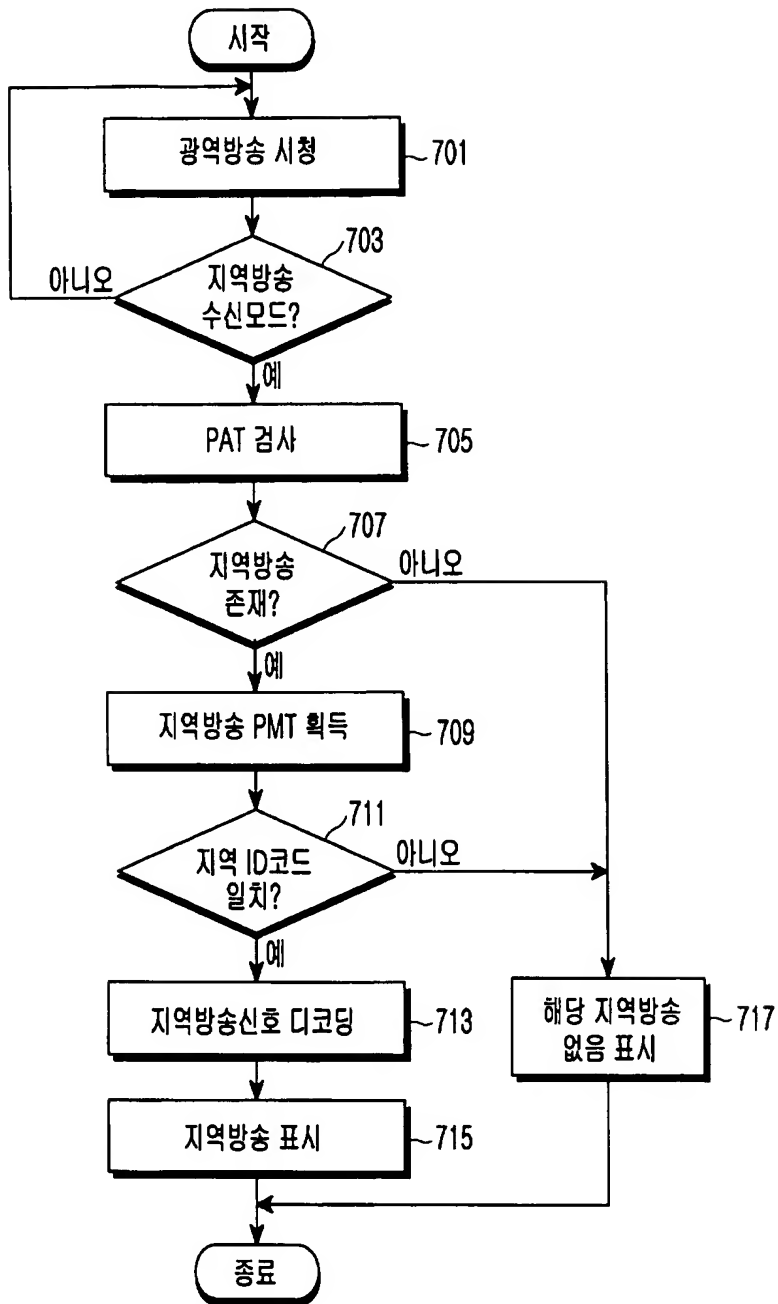 시작
광역방송 시청
701
703
지역방송
수신모드?
아니오
예
PAT 검사
705
707
지역방송
존재?
아니오
예
지역방송 PMT 획득
709
711
지역 ID코드
일치?
아니오
예
지역방송신호 디코딩
713
해당 지역방송
없음 표시
717
지역방송 표시
715
종료